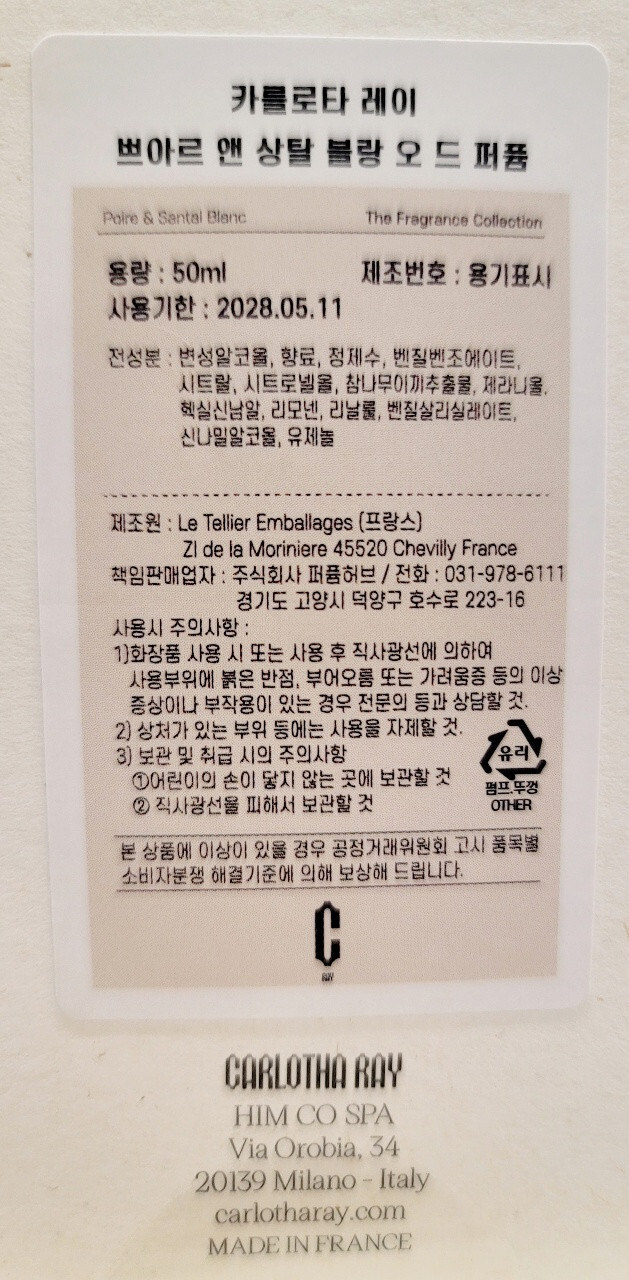 카를로타 레이
쁘아르 앤 상탈 블랑 오 드 퍼퓸
Poire & Santal Blanc The Fragrance Collection
용량 : 50ml 제조번호 : 용기표시
사용기한 : 2028.05.11
전성분 : 변성알코올, 향료, 정제수, 벤질벤조에이트,
시트랄, 시트로넬올, 참나무이끼추출물, 제라니올,
헥실신남알, 리모넨, 리날룰, 벤질살리실레이트,
신나밀알코올, 유제놀
제조원 : Le Tellier Emballages (프랑스)
ZI de la Moriniere 45520 Chevilly France
책임판매업자 : 주식회사 퍼퓸허브 / 전화 : 031-978-6111
경기도 고양시 덕양구 호수로 223-16
사용시 주의사항 :
1)화장품 사용 시 또는 사용 후 직사광선에 의하여
사용부위에 붉은 반점, 부어오름 또는 가려움증 등의 이상
증상이나 부작용이 있는 경우 전문의 등과 상담할 것.
2) 상처가 있는 부위 등에는 사용을 자제할 것.
3) 보관 및 취급 시의 주의사항
①어린이의 손이 닿지 않는 곳에 보관할 것
② 직사광선을 피해서 보관할 것
유리
펌프.뚜껑
OTHER
본 상품에 이상이 있을 경우 공정거래위원회 고시 품목별
소비자분쟁 해결기준에 의해 보상해 드립니다.
C
RAY
CARLOTHA RAY
HIM CO SPA
Via Orobia, 34
20139 Milano - Italy
carlotharay.com
MADE IN FRANCE